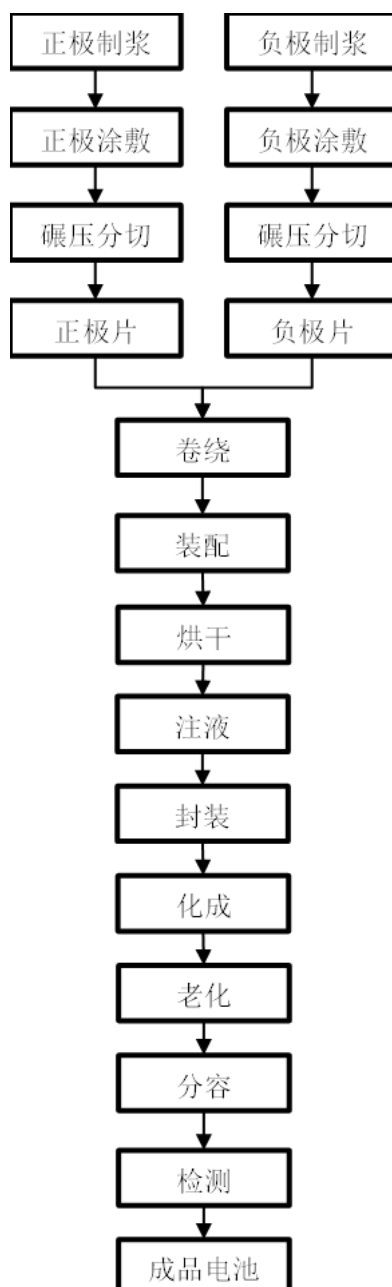 正极制浆
负极制浆
正极涂敷
负极涂敷
碾压分切
碾压分切
正极片
负极片
卷绕
装配
烘干
注液
封装
化成
老化
分容
检测
成品电池